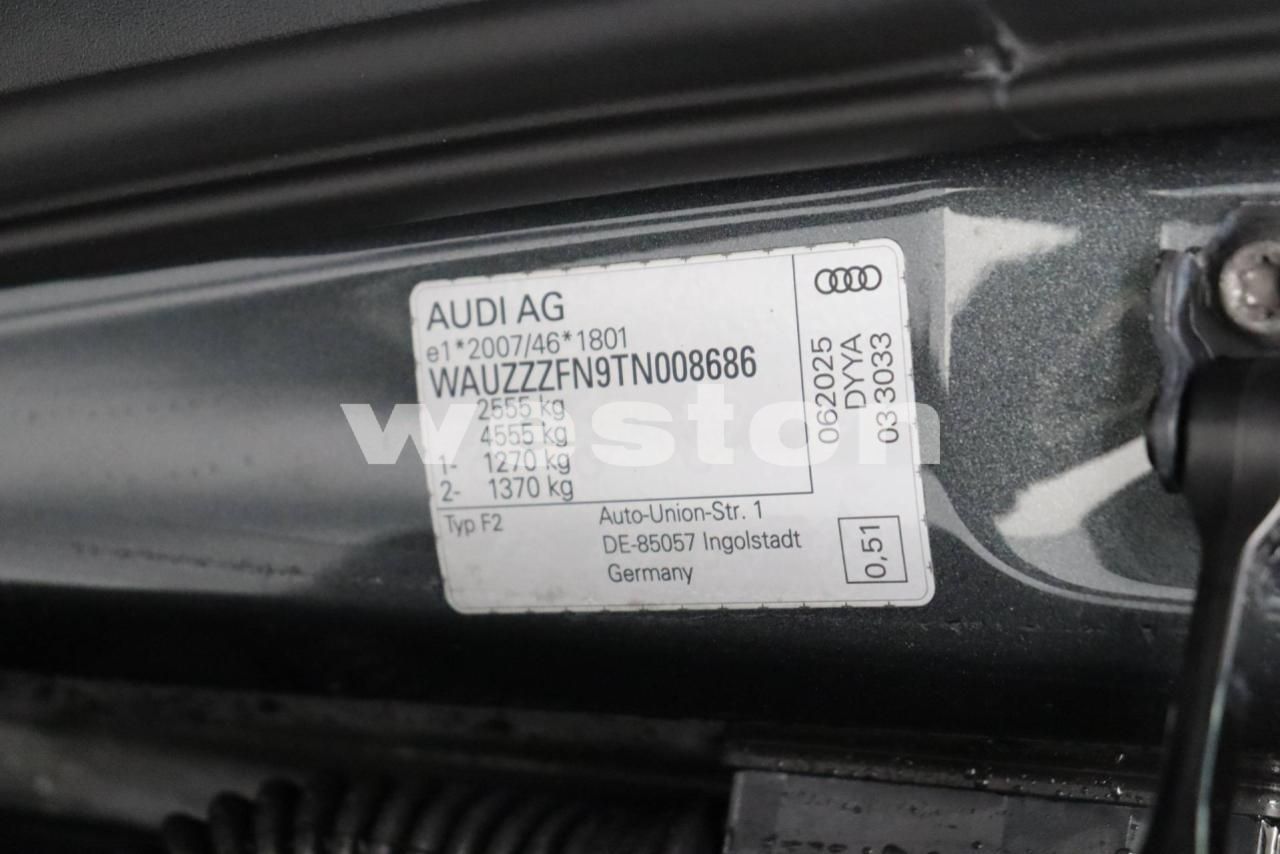 AUDI AG
e1*2007/46*1801
WAUZZZFN9TN008686
2555 kg
4555 kg
1- 1270 kg
2- 1370 kg
Typ F2
Auto-Union-Str. 1
DE-85057 Ingolstadt
Germany
062025
DYYA
03 3033
0,51
weston